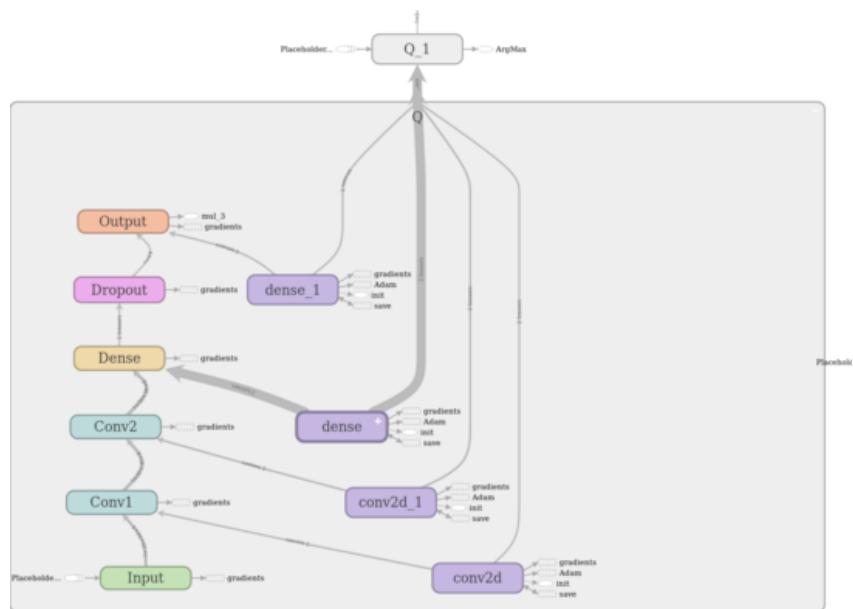 Placeholder... Q_1 ArgMax
Q
Output mul_3
gradients
dense_1 gradients
Adam
init
save
Dropout gradients
Dense gradients
Placehol
dense gradients
Adam
init
save
Conv2 gradients
conv2d_1 gradients
Adam
init
save
Conv1 gradients
Placeholde... Input gradients
conv2d gradients
Adam
init
save